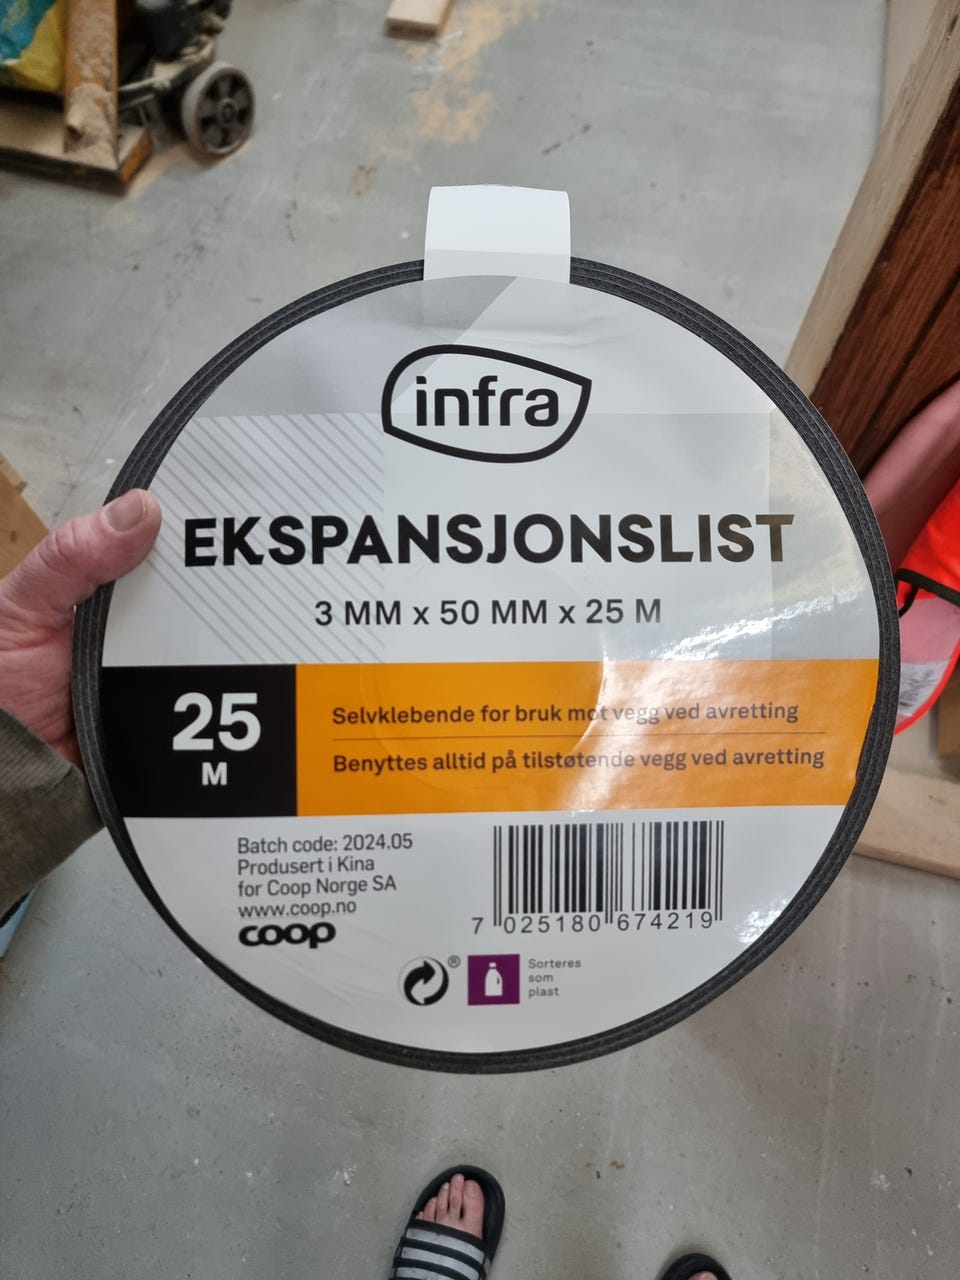 infra
EKSPANSJONSLIST
3 MM x 50 MM x 25 M
25
M
Selvklebende for bruk mot vegg ved avretting
Benyttes alltid på tilstøtende vegg ved avretting
Batch code: 2024.05
Produsert i Kina
for Coop Norge SA
www.coop.no
coop
7 025180 674219
®
Sorteres
som
plast